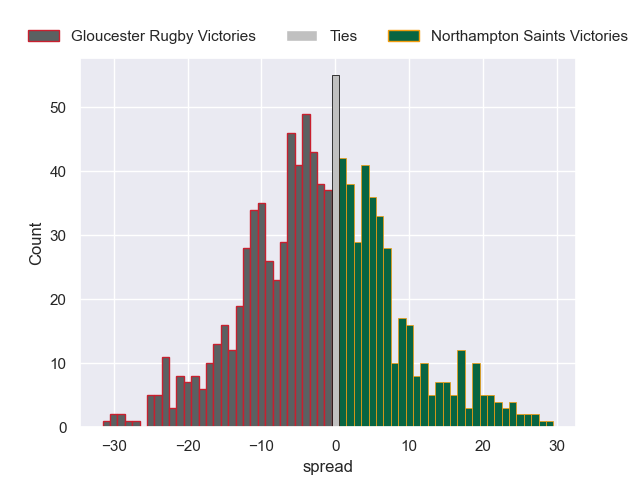 Gloucester Rugby Victories Ties Northampton Saints Victories
50
40
30
20
10
0
Count
−30 −20 −10 0 10 20 30
spread